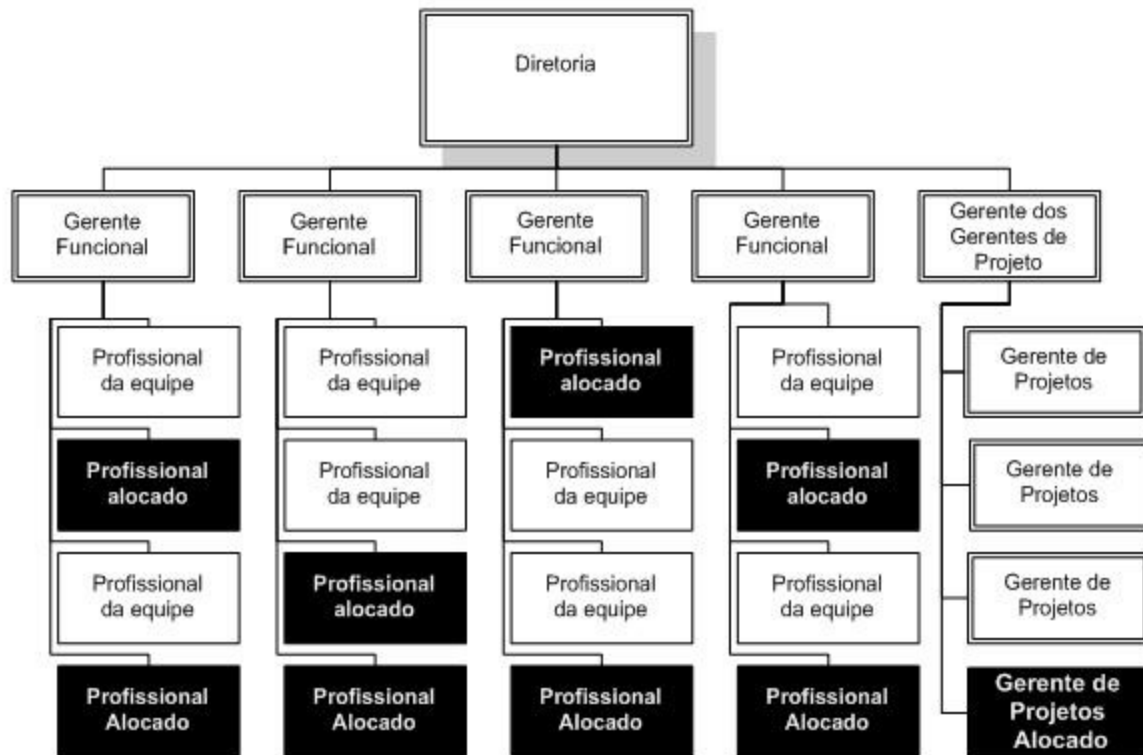 Diretoria
Gerente
Funcional
Gerente
Funcional
Gerente
Funcional
Gerente
Funcional
Gerente dos
Gerentes de
Projeto
Profissional
da equipe
Profissional
da equipe
Profissional
alocado
Profissional
da equipe
Gerente de
Projetos
Profissional
alocado
Profissional
da equipe
Profissional
da equipe
Profissional
alocado
Gerente de
Projetos
Profissional
da equipe
Profissional
alocado
Profissional
da equipe
Profissional
da equipe
Gerente de
Projetos
Profissional
Alocado
Profissional
Alocado
Profissional
Alocado
Profissional
Alocado
Gerente de
Projetos
Alocado